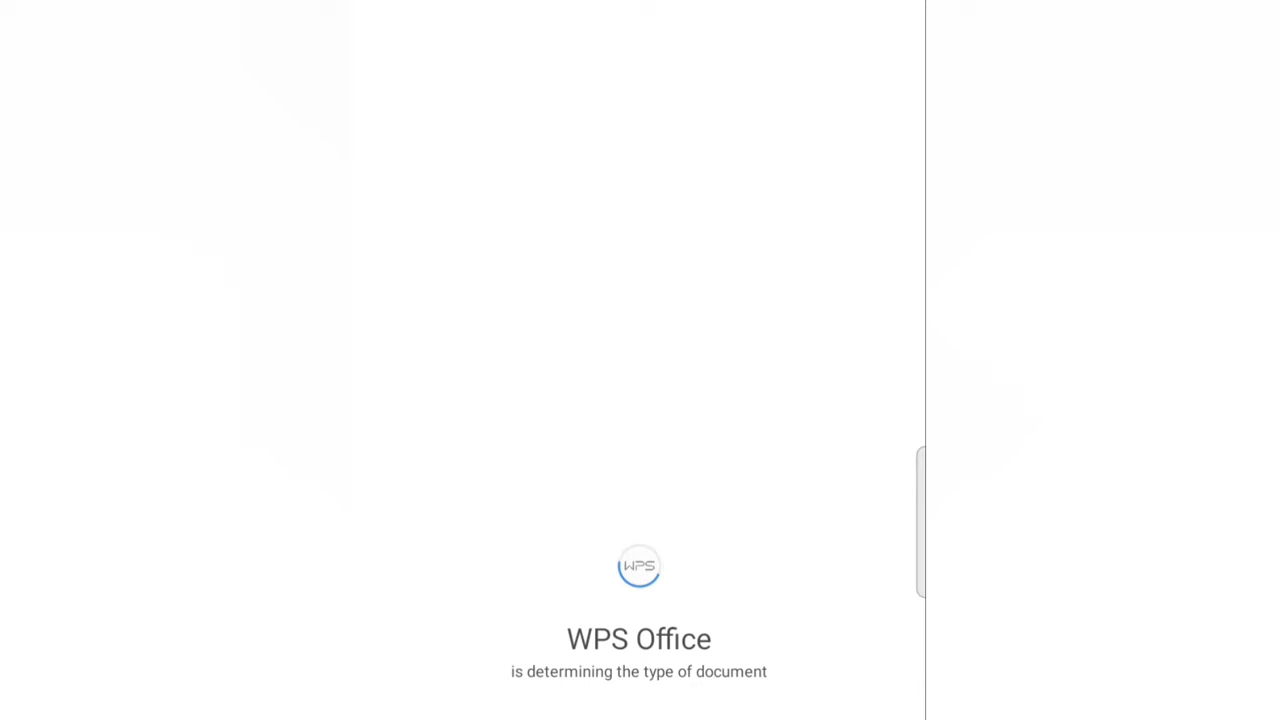 WPS
WPS Office
is determining the type of document